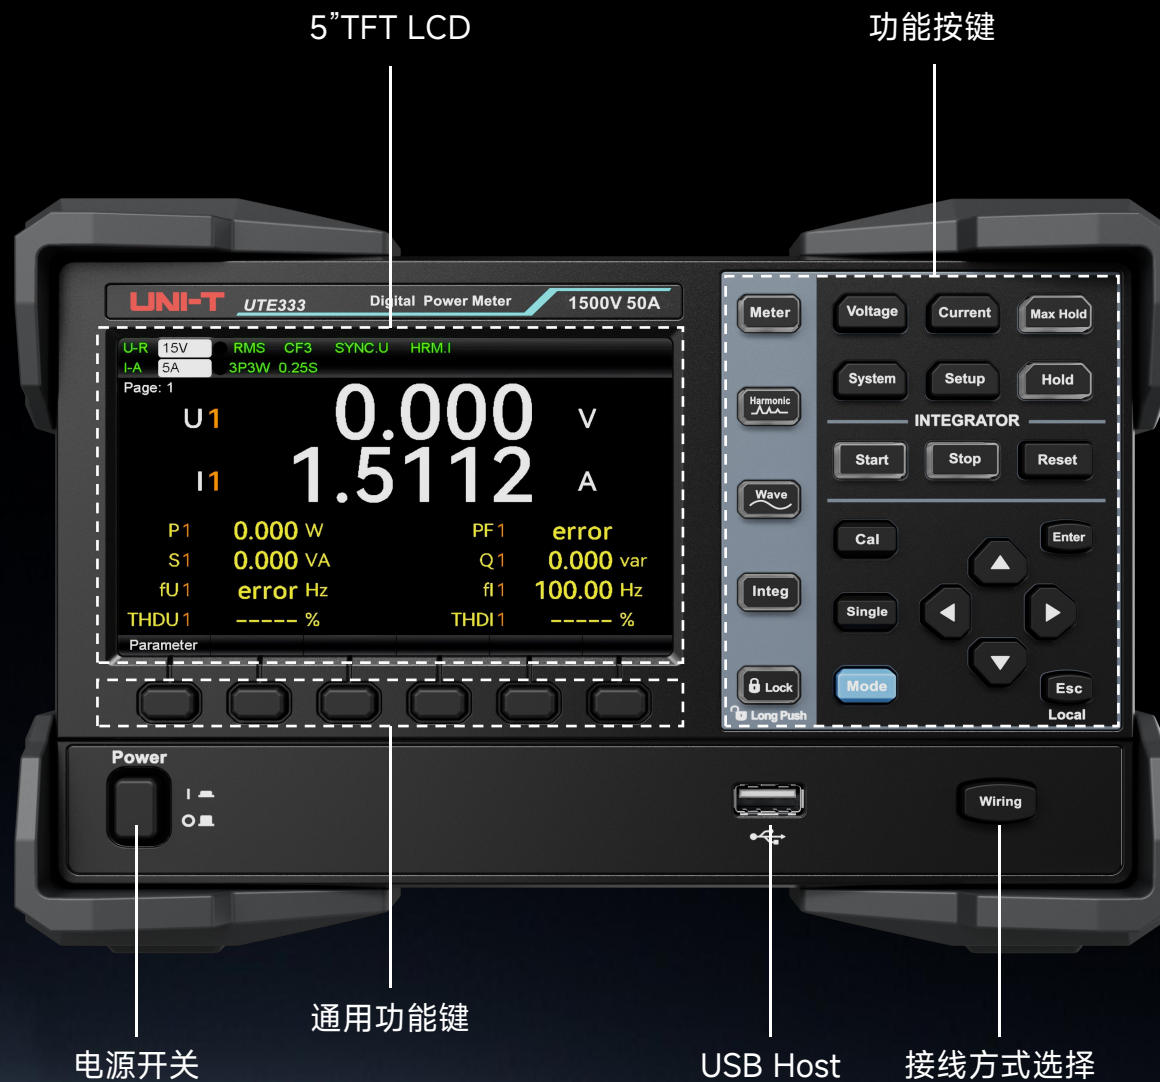 5”TFT LCD
功能按键
UNI-T UTE333 Digital Power Meter 1500V 50A
U-R 15V RMS CF3 SYNC.U HRM.I
I-A 5A 3P3W 0.25S
Page: 1
U1 0.000 V
I1 1.5112 A
P1 0.000 W PF1 error
S1 0.000 VA Q1 0.000 var
fU1 error Hz fI1 100.00 Hz
THDU1 ----- % THDI1 ----- %
Parameter
Meter
Harmonic
Wave
Integ
Lock
Long Push
Voltage Current Max Hold
System Setup Hold
INTEGRATOR
Start Stop Reset
Cal Enter
Single
Mode Esc
Local
Power
I
O
Wiring
通用功能键
电源开关
USB Host
接线方式选择